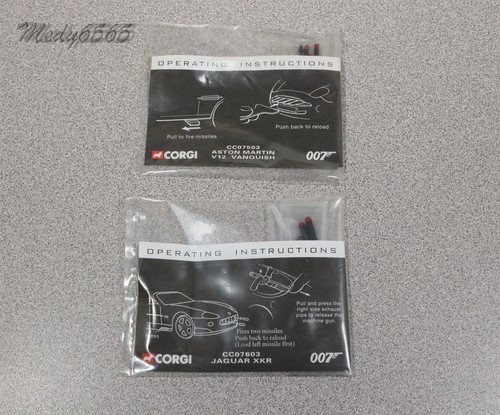 Medy6565
OPERATING INSTRUCTIONS
Pull to fire missiles
Push back to reload
CORGI
CC07503
ASTON MARTIN
V12 VANQUISH
007
OPERATING INSTRUCTIONS
Pull and press the
right side exhaust
pipe to release the
machine gun.
Fires two missiles
Push back to reload
(Load left missile first)
CORGI
CC07603
JAGUAR XKR
007